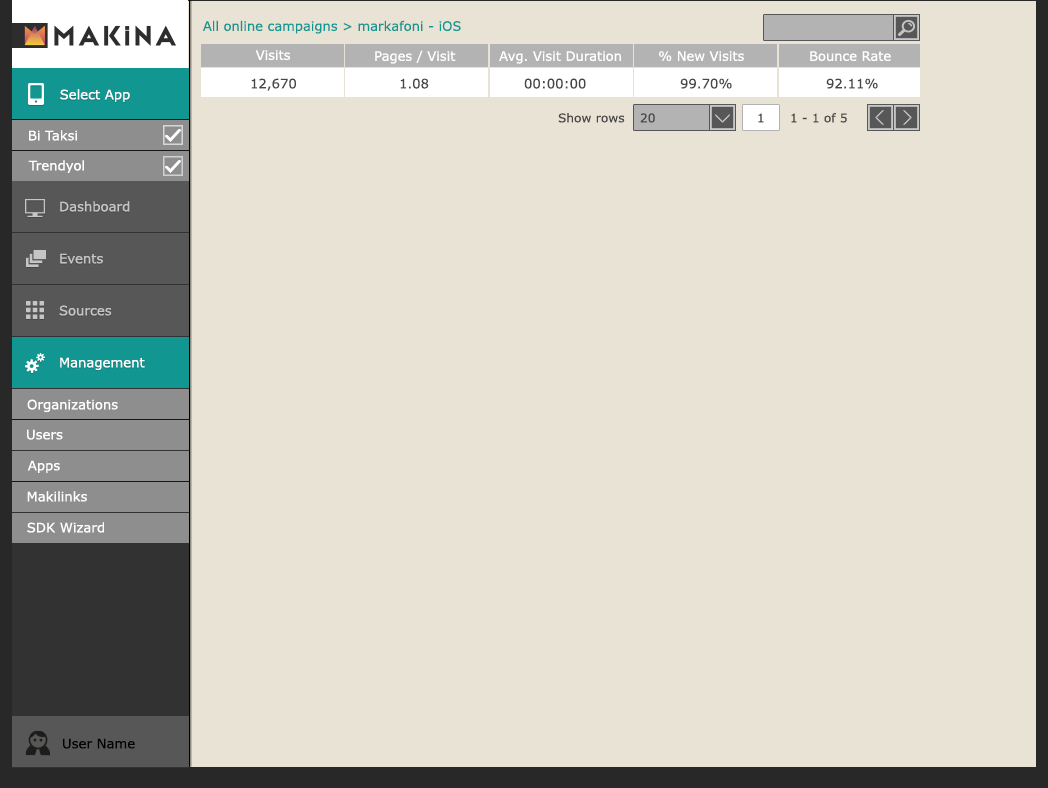 MAKiNA
Select App
Bi Taksi
Trendyol
Dashboard
Events
Sources
Management
Organizations
Users
Apps
Makilinks
SDK Wizard
User Name
All online campaigns > markafoni - iOS
Visits Pages / Visit Avg. Visit Duration % New Visits Bounce Rate
12,670 1.08 00:00:00 99.70% 92.11%
Show rows 20 1 1 - 1 of 5